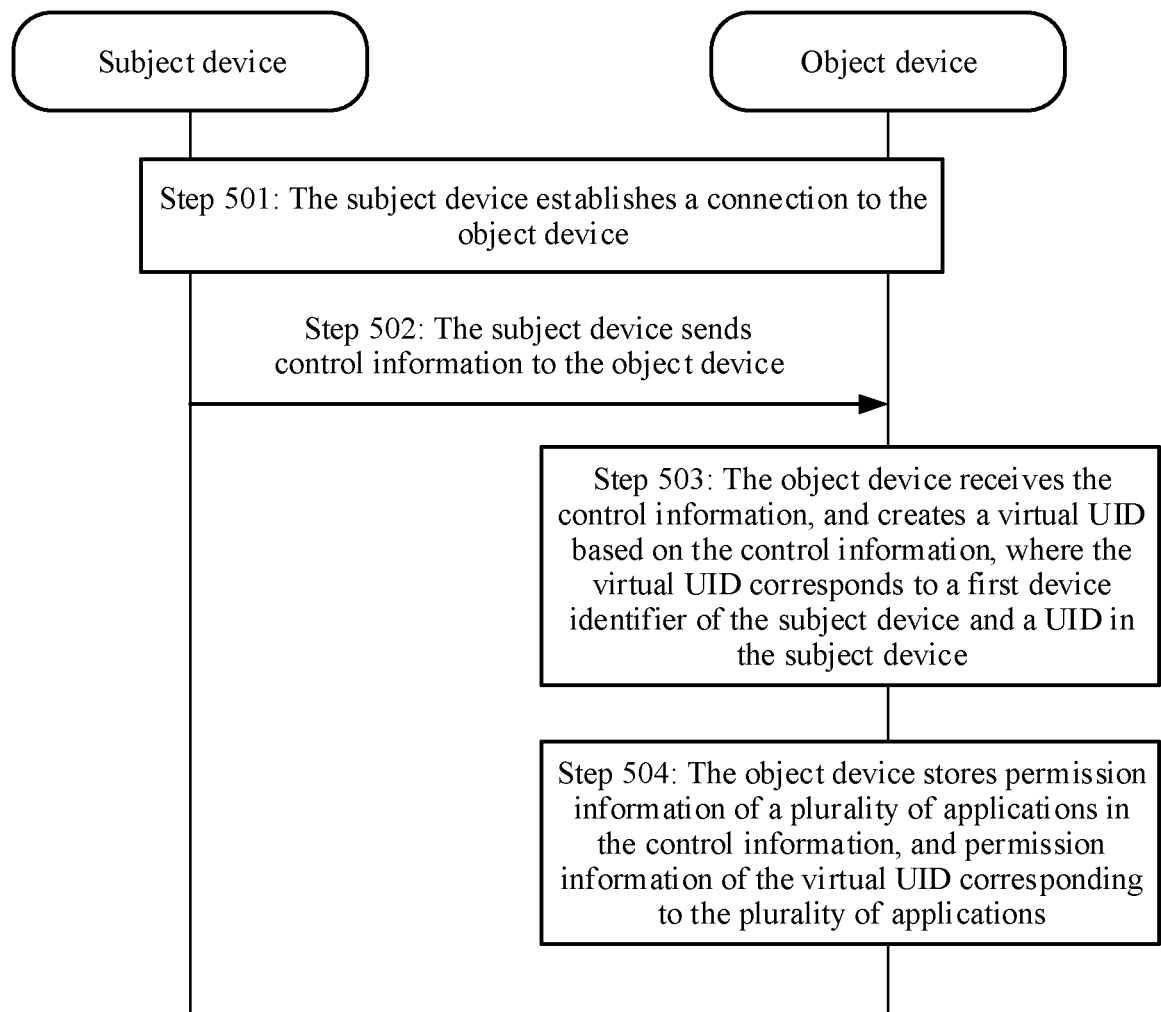 Subject device
Object device
Step 501: The subject device establishes a connection to the
object device
Step 502: The subject device sends
control information to the object device
Step 503: The object device receives the
control information, and creates a virtual UID
based on the control information, where the
virtual UID corresponds to a first device
identifier of the subject device and a UID in
the subject device
Step 504: The object device stores permission
information of a plurality of applications in
the control information, and permission
information of the virtual UID corresponding
to the plurality of applications